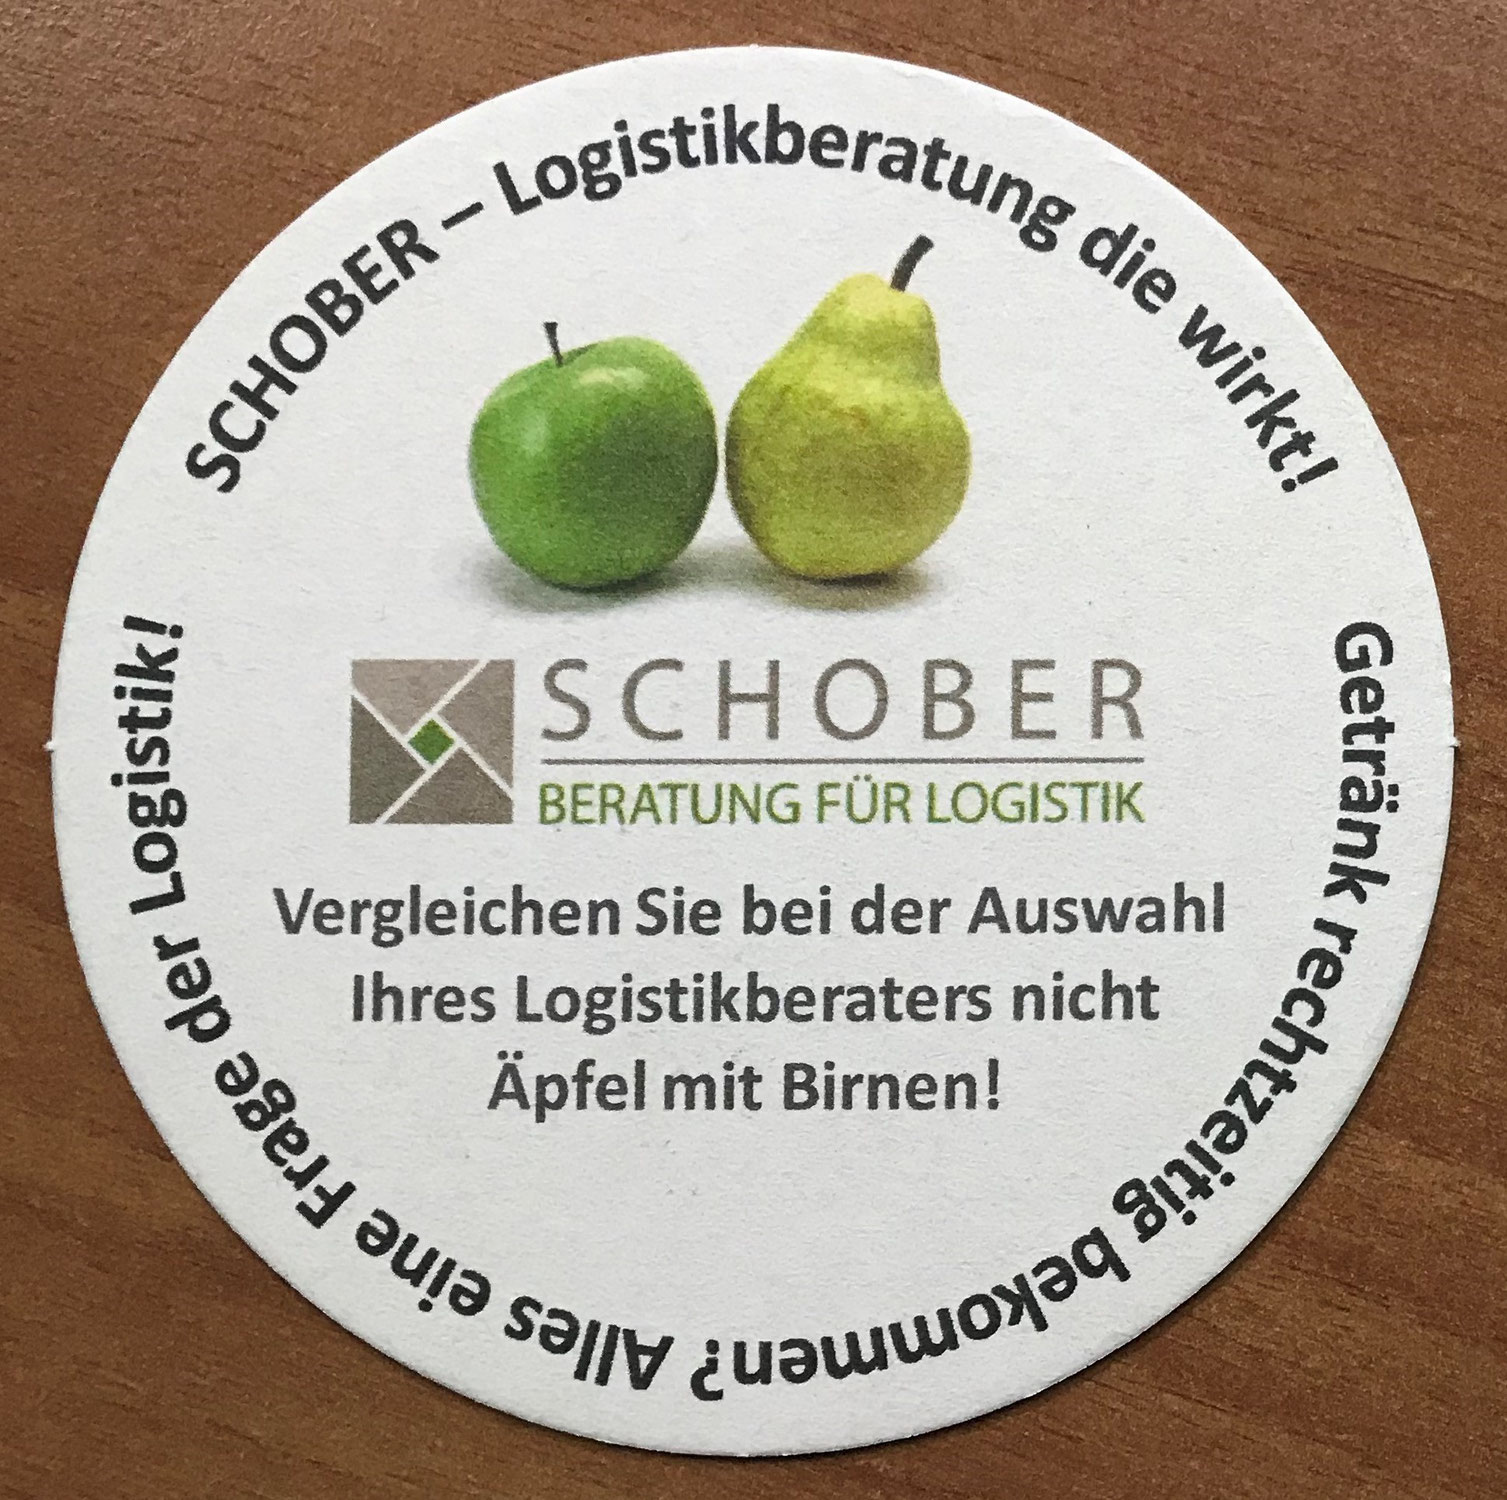 SCHOBER – Logistikberatung die wirkt!
SCHOBER
BERATUNG FÜR LOGISTIK
Vergleichen Sie bei der Auswahl
Ihres Logistikberaters nicht
Äpfel mit Birnen!
Getränk rechtzeitig bekommen? Alles eine Frage der Logistik!